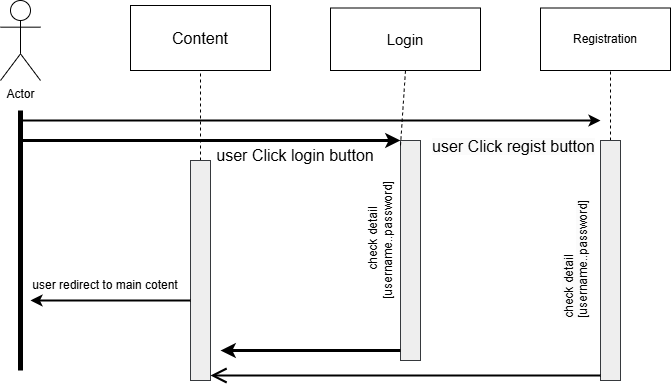 Content
Login
Registration
Actor
user Click login button
user Click regist button
check detail
[username..password]
check detail
[username..password]
user redirect to main cotent